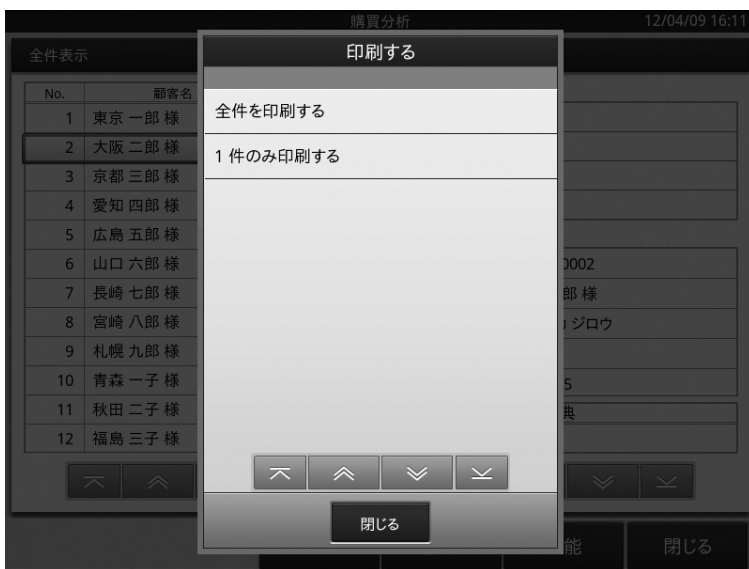 購買分析
12/04/09 16:11
全件表示
印刷する
全件を印刷する
1 件のみ印刷する
閉じる
No. 顧客名
1 東京 一郎 様
2 大阪 二郎 様
3 京都 三郎 様
4 愛知 四郎 様
5 広島 五郎 様
6 山口 六郎 様
7 長崎 七郎 様
8 宮崎 八郎 様
9 札幌 九郎 様
10 青森 一子 様
11 秋田 二子 様
12 福島 三子 様
0002
郎 様
ジロウ
5
典
能
閉じる